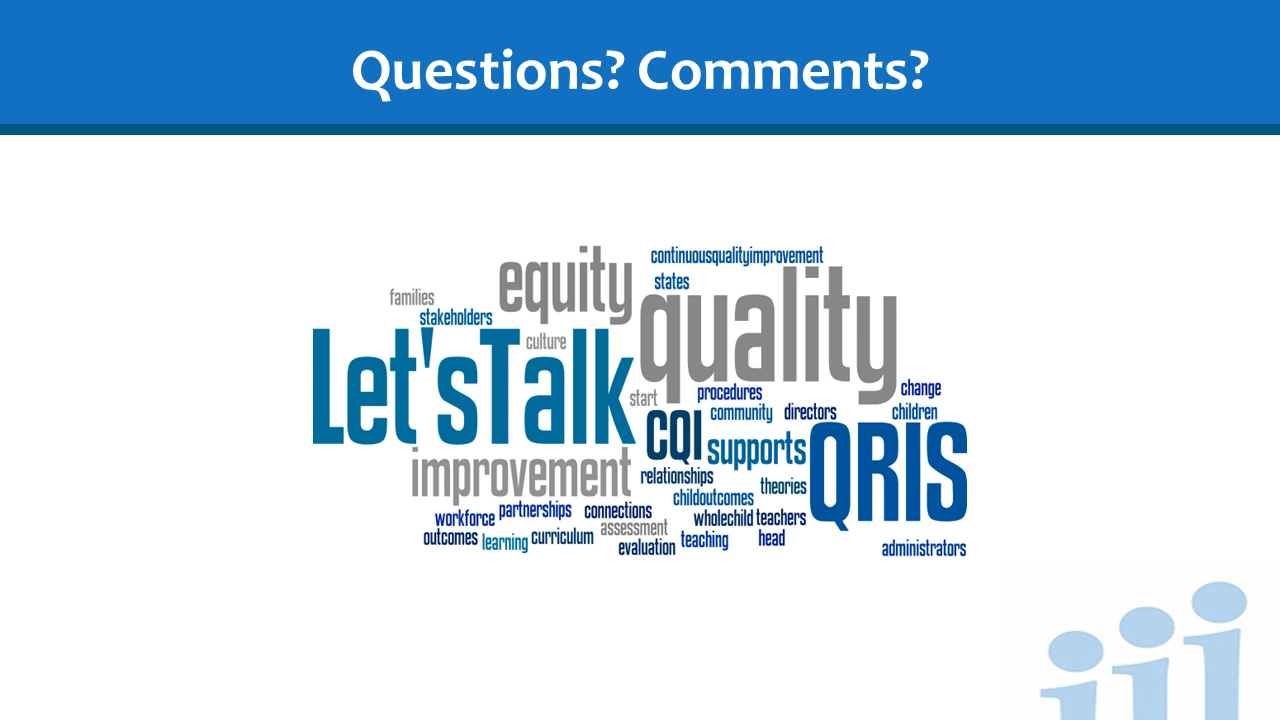 Questions? Comments?
continuousqualityimprovement
equity
states
quality
families
stakeholders
culture
Let'sTalk
start
procedures
change
community
directors
children
CQI
supports
QRIS
improvement
relationships
theories
childoutcomes
workforce
partnerships
connections
wholechild
teachers
assessment
outcomes
learning
curriculum
evaluation
teaching
head
administrators